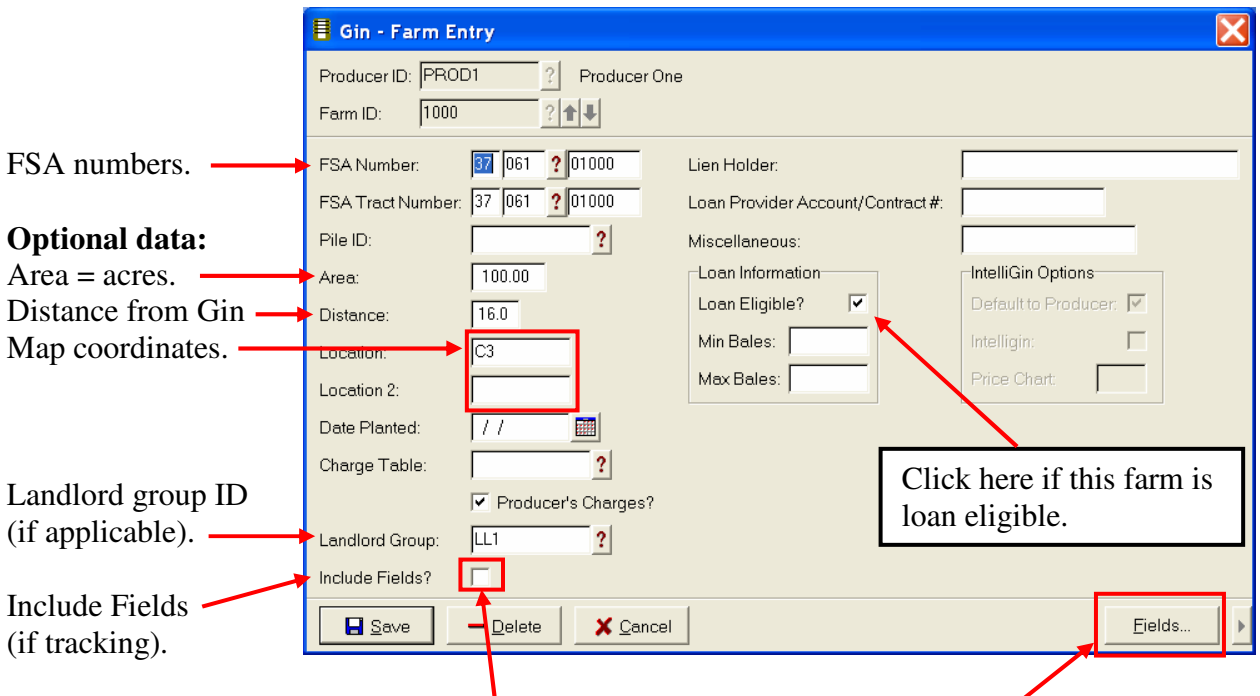 Gin - Farm Entry
Producer ID: PROD1 ? Producer One
Farm ID: 1000 ?
FSA numbers.
FSA Number: 37 061 ? 01000 Lien Holder:
FSA Tract Number: 37 061 ? 01000 Loan Provider Account/Contract #:
Optional data:
Pile ID: ? Miscellaneous:
Area = acres.
Area: 100.00 Loan Information IntelliGin Options
Distance from Gin
Distance: 16.0 Loan Eligible? Default to Producer:
Map coordinates.
Location: C3 Min Bales: Intelligin:
Location 2: Max Bales: Price Chart:
Date Planted: / /
Charge Table: ?
Click here if this farm is
loan eligible.
Landlord group ID
(if applicable).
Producer's Charges?
Landlord Group: LL1 ?
Include Fields?
Include Fields
(if tracking).
Save Delete Cancel Fields...